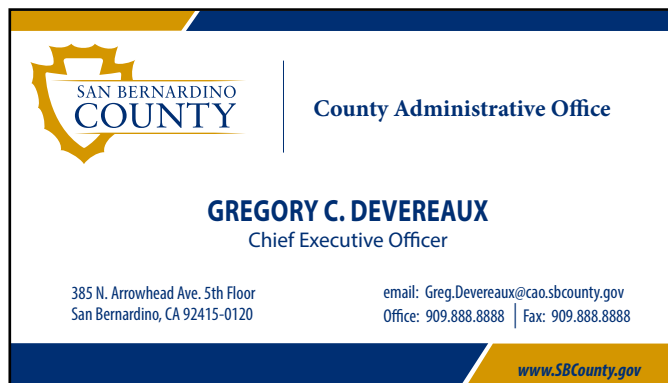 SAN BERNARDINO
COUNTY
County Administrative Office
GREGORY C. DEVEREAUX
Chief Executive Officer
385 N. Arrowhead Ave. 5th Floor
San Bernardino, CA 92415-0120
email: Greg.Devereaux@cao.sbcounty.gov
Office: 909.888.8888 | Fax: 909.888.8888
www.SBCounty.gov